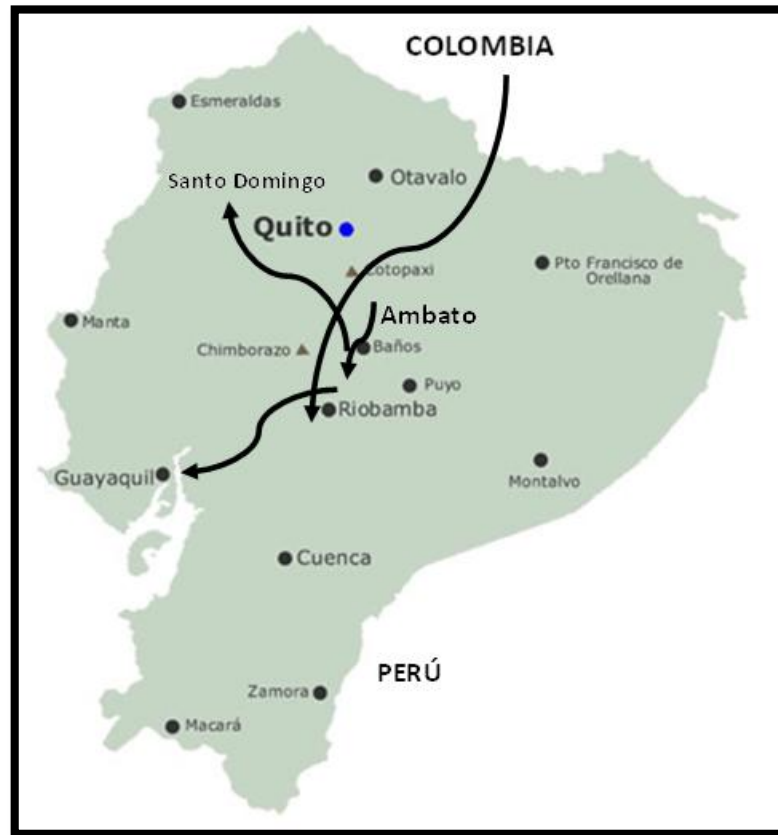 COLOMBIA
Esmeraldas
Otavalo
Santo Domingo
Quito
Cotopaxi
Pto Francisco de
Orellana
Manta
Ambato
Chimborazo
Baños
Puyo
Riobamba
Guayaquil
Montalvo
Cuenca
PERÚ
Zamora
Macará